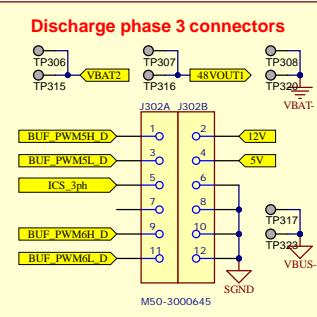 Discharge phase 3 connectors
TP306 TP307 TP308
VBAT2 48VOUT1
TP315 TP316 TP320
VBAT-
J302A J302B
BUF_PWM5H_D 1 2 12V
BUF_PWM5L_D 3 4 5V
ICS_3ph 5 6
7 8
TP317
BUF_PWM6H_D 9 10
TP323
BUF_PWM6L_D 11 12
VBUS-
SGND
M50-3000645